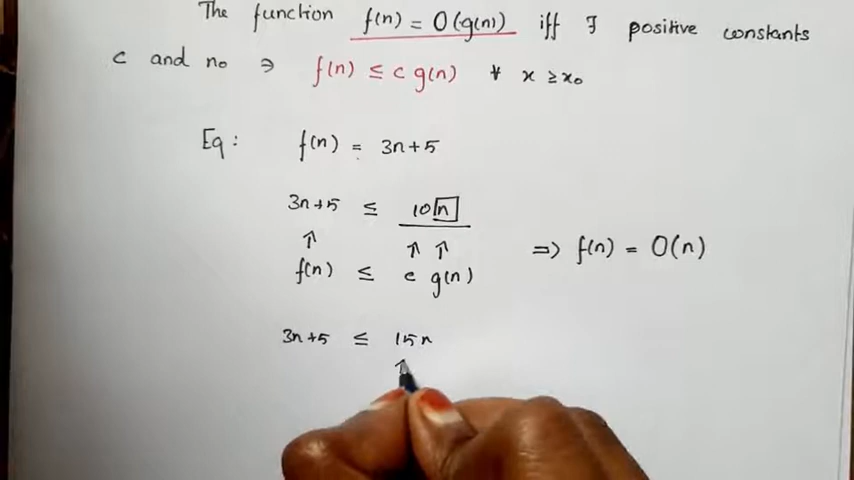 The function f(n) = O(g(n)) iff ∃ positive constants
c and n₀ ∋ f(n) ≤ c g(n) ∀ x ≥ x₀
Eg : f(n) = 3n+5
3n+5 ≤ 10n
↑ ↑ ↑
f(n) ≤ c g(n) ⇒ f(n) = O(n)
3n+5 ≤ 15n
↑